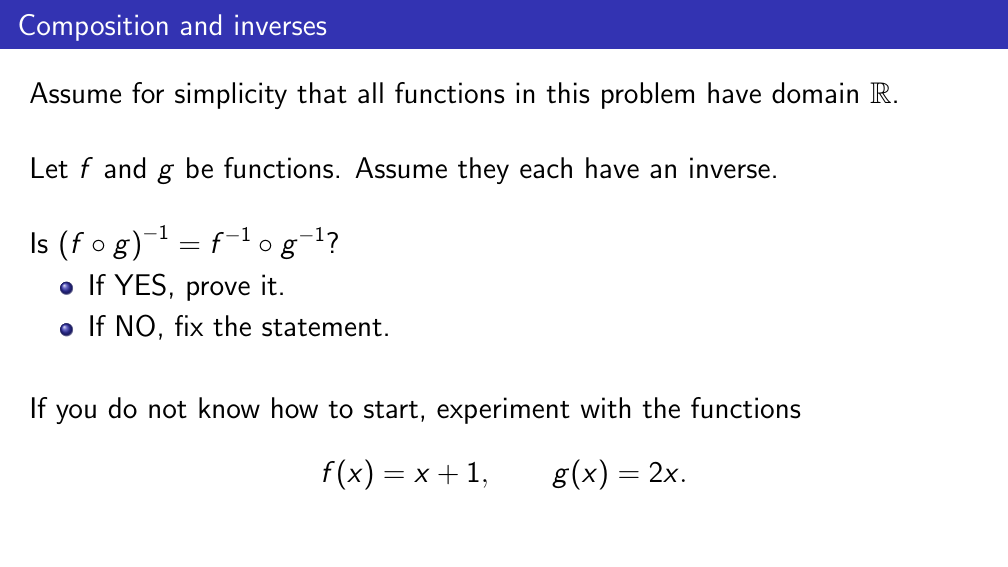 Composition and inverses
Assume for simplicity that all functions in this problem have domain ℝ.
Let f and g be functions. Assume they each have an inverse.
Is (f ∘ g)⁻¹ = f⁻¹ ∘ g⁻¹?
• If YES, prove it.
• If NO, fix the statement.
If you do not know how to start, experiment with the functions
f(x) = x + 1, g(x) = 2x.